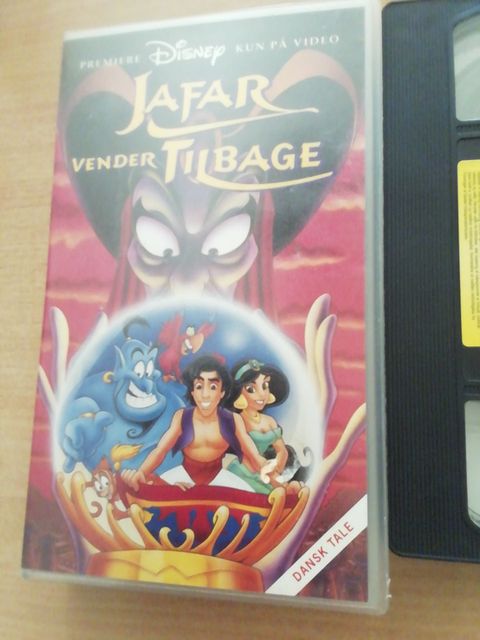 PREMIERE Disney KUN PÅ VIDEO
JAFAR
VENDER TILBAGE
DANSK TALE